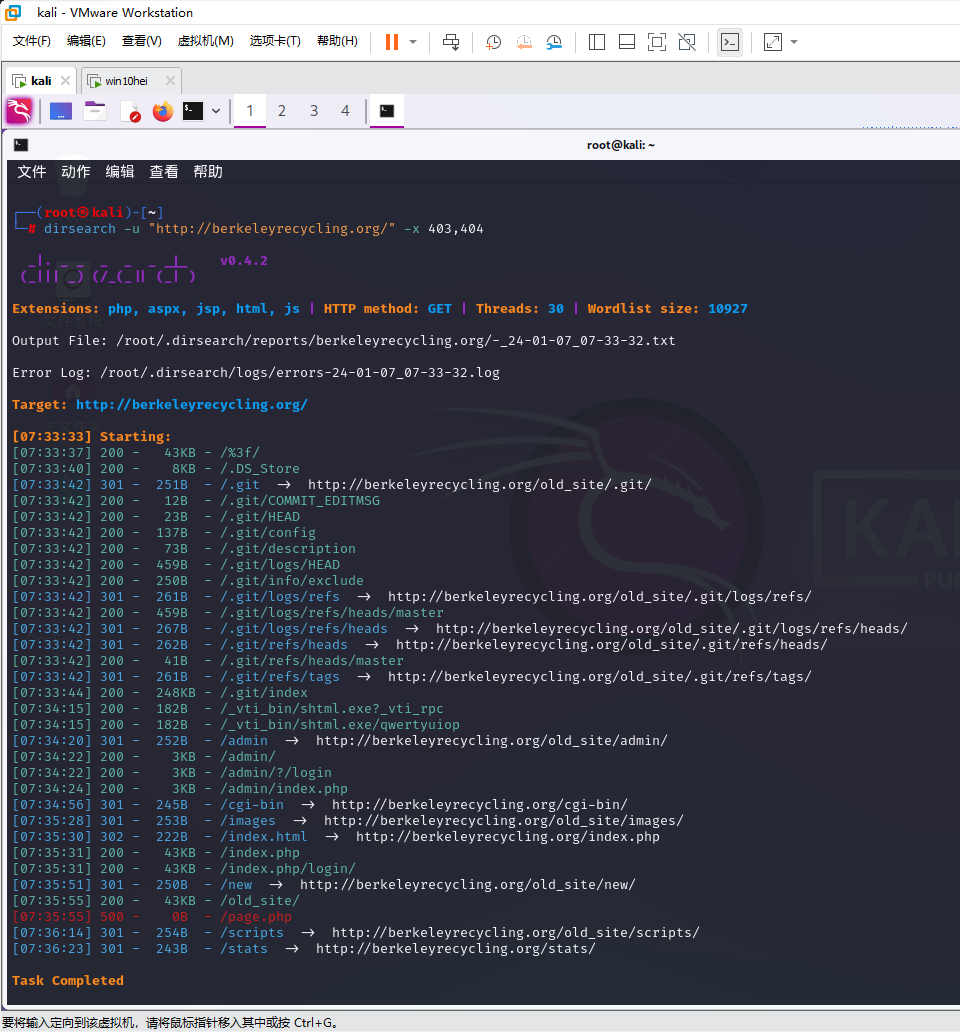 kali - VMware Workstation
文件(F) 编辑(E) 查看(V) 虚拟机(M) 选项卡(T) 帮助(H)
kali win10hei
1 2 3 4
root@kali: ~
文件 动作 编辑 查看 帮助
┌──(root㉿kali)-[~]
└─# dirsearch -u "http://berkeleyrecycling.org/" -x 403,404
v0.4.2
Extensions: php, aspx, jsp, html, js | HTTP method: GET | Threads: 30 | Wordlist size: 10927
Output File: /root/.dirsearch/reports/berkeleyrecycling.org/-_24-01-07_07-33-32.txt
Error Log: /root/.dirsearch/logs/errors-24-01-07_07-33-32.log
Target: http://berkeleyrecycling.org/
[07:33:33] Starting:
[07:33:37] 200 - 43KB - /%3f/
[07:33:40] 200 - 8KB - /.DS_Store
[07:33:42] 301 - 251B - /.git → http://berkeleyrecycling.org/old_site/.git/
[07:33:42] 200 - 12B - /.git/COMMIT_EDITMSG
[07:33:42] 200 - 23B - /.git/HEAD
[07:33:42] 200 - 137B - /.git/config
[07:33:42] 200 - 73B - /.git/description
[07:33:42] 200 - 459B - /.git/logs/HEAD
[07:33:42] 200 - 250B - /.git/info/exclude
[07:33:42] 301 - 261B - /.git/logs/refs → http://berkeleyrecycling.org/old_site/.git/logs/refs/
[07:33:42] 200 - 459B - /.git/logs/refs/heads/master
[07:33:42] 301 - 267B - /.git/logs/refs/heads → http://berkeleyrecycling.org/old_site/.git/logs/refs/heads/
[07:33:42] 301 - 262B - /.git/refs/heads → http://berkeleyrecycling.org/old_site/.git/refs/heads/
[07:33:42] 200 - 41B - /.git/refs/heads/master
[07:33:42] 301 - 261B - /.git/refs/tags → http://berkeleyrecycling.org/old_site/.git/refs/tags/
[07:33:44] 200 - 248KB - /.git/index
[07:34:15] 200 - 182B - /_vti_bin/shtml.exe?_vti_rpc
[07:34:15] 200 - 182B - /_vti_bin/shtml.exe/qwertyuiop
[07:34:20] 301 - 252B - /admin → http://berkeleyrecycling.org/old_site/admin/
[07:34:22] 200 - 3KB - /admin/
[07:34:22] 200 - 3KB - /admin/?/login
[07:34:24] 200 - 3KB - /admin/index.php
[07:34:56] 301 - 245B - /cgi-bin → http://berkeleyrecycling.org/cgi-bin/
[07:35:28] 301 - 253B - /images → http://berkeleyrecycling.org/old_site/images/
[07:35:30] 302 - 222B - /index.html → http://berkeleyrecycling.org/index.php
[07:35:31] 200 - 43KB - /index.php
[07:35:31] 200 - 43KB - /index.php/login/
[07:35:51] 301 - 250B - /new → http://berkeleyrecycling.org/old_site/new/
[07:35:55] 200 - 43KB - /old_site/
[07:35:55] 500 - 0B - /page.php
[07:36:14] 301 - 254B - /scripts → http://berkeleyrecycling.org/old_site/scripts/
[07:36:23] 301 - 243B - /stats → http://berkeleyrecycling.org/stats/
Task Completed
要将输入定向到该虚拟机，请将鼠标指针移入其中或按 Ctrl+G。